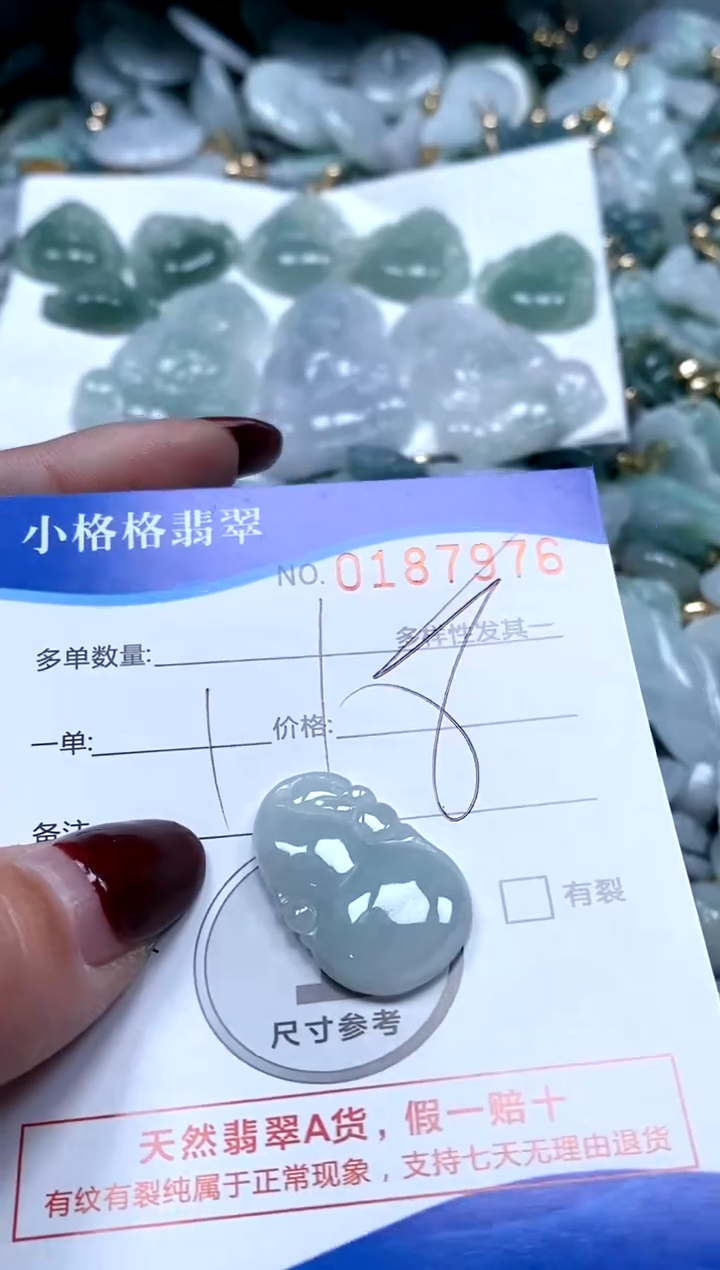 小格格翡翠
NO. 0187976
多样性发其一
多单数量:
一单: 价格:
备注
有裂
尺寸参考
天然翡翠A货，假一赔十
有纹有裂纯属于正常现象，支持七天无理由退货